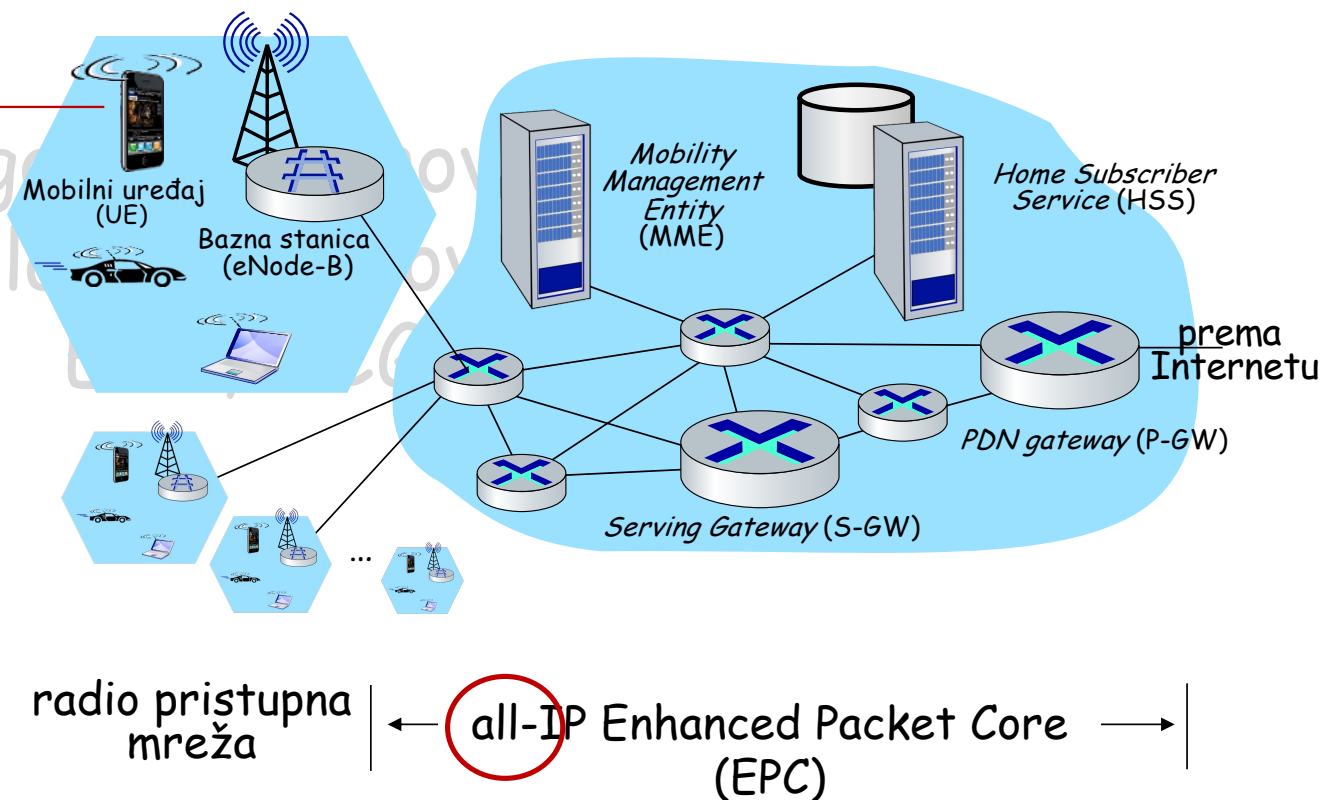 Mobilni uređaj
(UE)
Bazna stanica
(eNode-B)
Mobility
Management
Entity
(MME)
Home Subscriber
Service (HSS)
prema
Internetu
PDN gateway (P-GW)
Serving Gateway (S-GW)
...
radio pristupna
mreža
all-IP Enhanced Packet Core
(EPC)